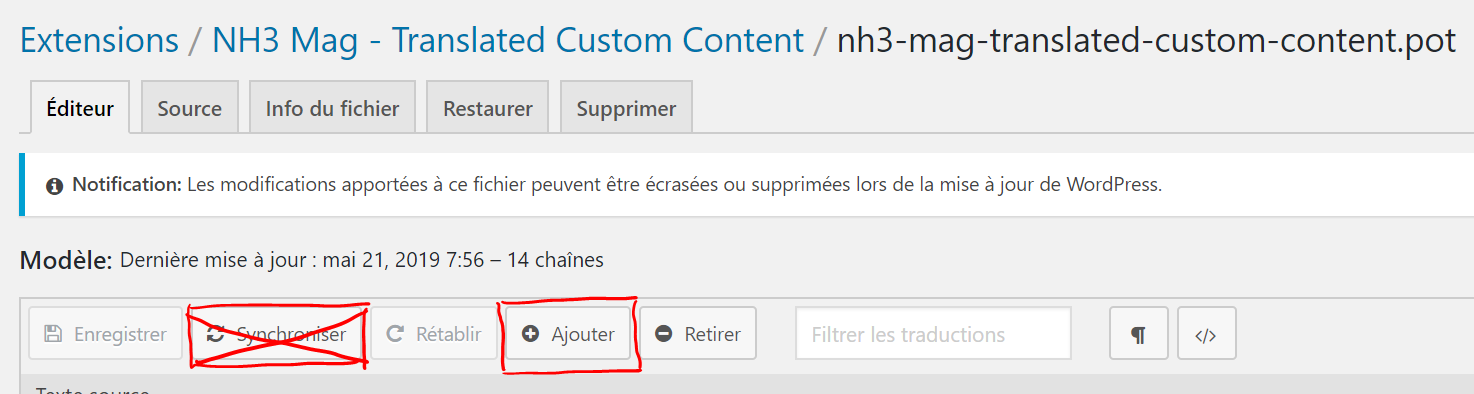 Extensions / NH3 Mag - Translated Custom Content / nh3-mag-translated-custom-content.pot
Éditeur Source Info du fichier Restaurer Supprimer
Notification: Les modifications apportées à ce fichier peuvent être écrasées ou supprimées lors de la mise à jour de WordPress.
Modèle: Dernière mise à jour : mai 21, 2019 7:56 – 14 chaînes
Enregistrer Synchroniser Rétablir Ajouter Retirer Filtrer les traductions ¶ </>
Texte source